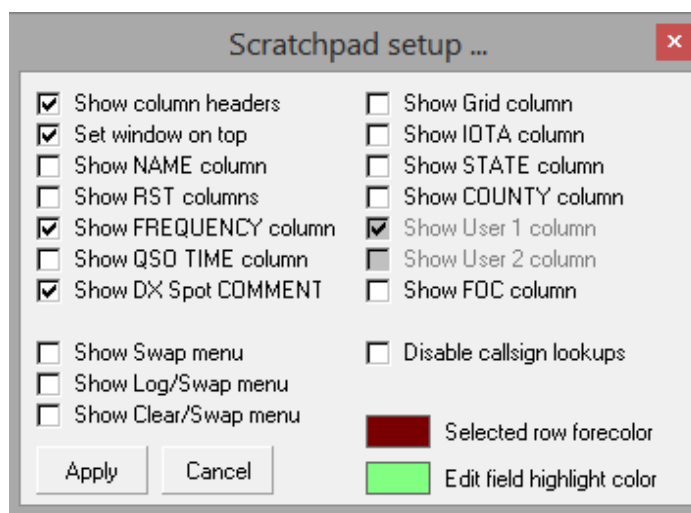 Scratchpad setup ...
Show column headers
Set window on top
Show NAME column
Show RST columns
Show FREQUENCY column
Show QSO TIME column
Show DX Spot COMMENT
Show Grid column
Show IOTA column
Show STATE column
Show COUNTY column
Show User 1 column
Show User 2 column
Show FOC column
Show Swap menu
Show Log/Swap menu
Show Clear/Swap menu
Disable callsign lookups
Selected row forecolor
Edit field highlight color
Apply
Cancel